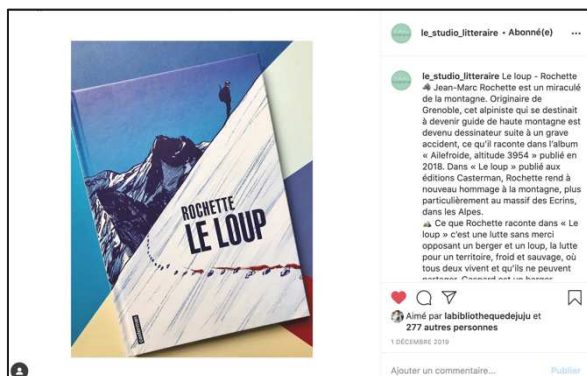 le_studio_litteraire • Abonné(e) •••
ROCHETTE
LE LOUP
le_studio_litteraire Le loup - Rochette
Jean-Marc Rochette est un miraculé
de la montagne. Originaire de
Grenoble, cet alpiniste qui se destinait
à devenir guide de haute montagne est
devenu dessinateur suite à un grave
accident, ce qu'il raconte dans l'album
« Ailefroide, altitude 3954 » publié en
2018. Dans « Le loup » publié aux
éditions Casterman, Rochette rend à
nouveau hommage à la montagne, plus
particulièrement au massif des Ecrins,
dans les Alpes.
Ce que Rochette raconte dans « Le
loup » c'est une lutte sans merci
opposant un berger et un loup, la lutte
pour un territoire, froid et sauvage, où
tous deux vivent et qu'ils ne peuvent
partager. Gaspard est un berger
Aimé par labibliothequedejuju et
277 autres personnes
1 DÉCEMBRE 2019
Ajouter un commentaire... Publier